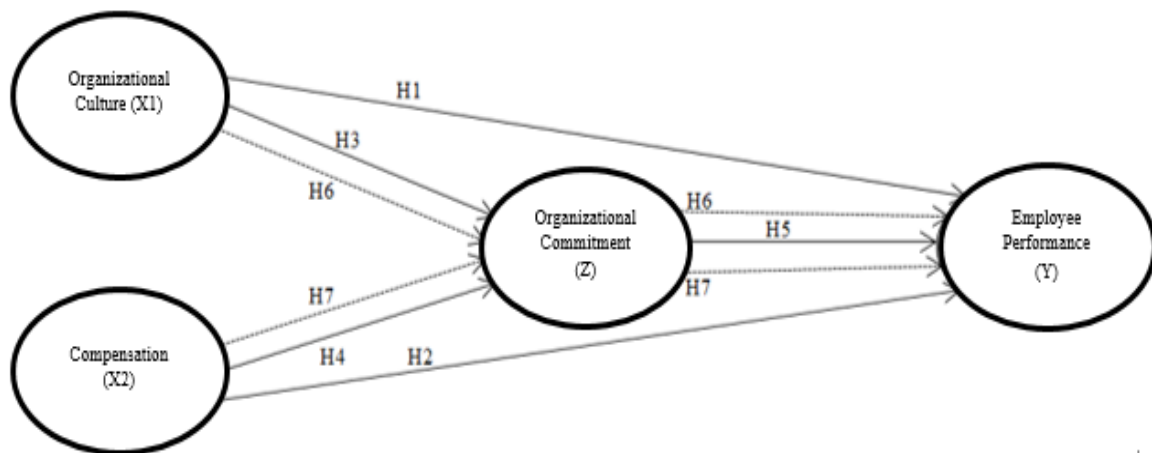 Organizational
Culture (X1)
H1
H3
H6
Organizational
Commitment
(Z)
H6
H5
H7
Employee
Performance
(Y)
H7
Compensation
(X2)
H4
H2